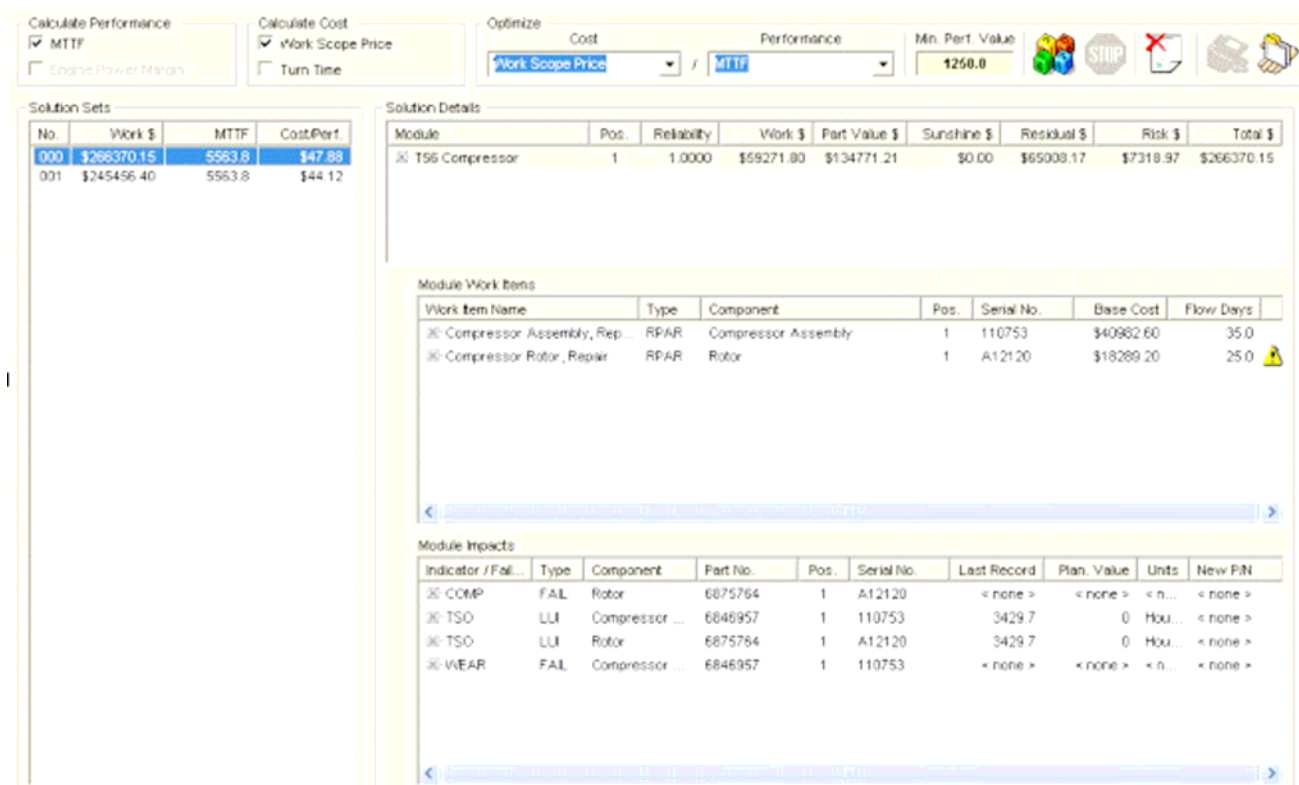 Calculate Performance Calculate Cost Optimize
MTTF Work Scope Price Cost Performance Min. Perf. Value
Engine Power Margin Turn Time Work Scope Price / MTTF 1250.0 STOP
Solution Sets Solution Details
No. Work $ MTTF Cost/Perf. Module Pos. Reliability Work $ Part Value $ Sunshine $ Residual $ Risk $ Total $
000 $266370.15 5563.8 $47.88 T56 Compressor 1 1.0000 $59271.80 $134771.21 $0.00 $65008.17 $7318.97 $266370.15
001 $245456.40 5563.8 $44.12
Module Work Items
Work Item Name Type Component Pos. Serial No. Base Cost Flow Days
Compressor Assembly, Rep... RPAR Compressor Assembly 1 110753 $40982.60 35.0
Compressor Rotor, Repair RPAR Rotor 1 A12120 $18289.20 25.0
Module Impacts
Indicator / Fail... Type Component Part No. Pos. Serial No. Last Record Plan. Value Units New P/N
COMP FAIL Rotor 6875764 1 A12120 < none > < none > < n... < none >
TSO LUI Compressor ... 6846957 1 110753 3429.7 0 Hou... < none >
TSO LUI Rotor 6875764 1 A12120 3429.7 0 Hou... < none >
WEAR FAIL Compressor ... 6846957 1 110753 < none > < none > < n... < none >